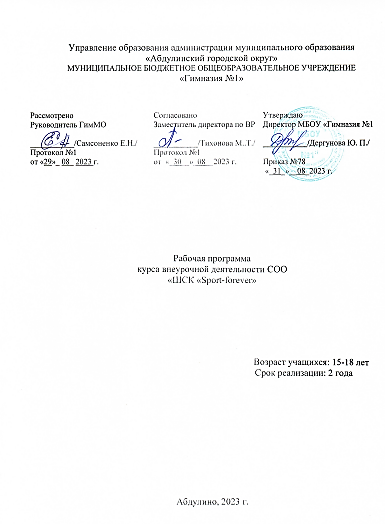 Управление образования администрации муниципального образования
«Абдулинский городской округ»
МУНИЦИПАЛЬНОЕ БЮДЖЕТНОЕ ОБЩЕОБРАЗОВАТЕЛЬНОЕ УЧРЕЖДЕНИЕ
«Гимназия №1»
Рассмотрено Согласовано Утверждаю
Руководитель ГимМО Заместитель директора по ВР Директор МБОУ «Гимназия №1
/Самсоненко Е.Н./ /Тихонова М.Т./ /Дергунова Ю. П./
Протокол №1 Протокол №1
от «29» 08 2023 г. от « 30 » 08 2023 г. Приказ №78
« 31 » 08 2023 г.
Рабочая программа
курса внеурочной деятельности СОО
«ШСК «Sport-forever»
Возраст учащихся: 15-18 лет
Срок реализации: 2 года
Абдулино, 2023 г.